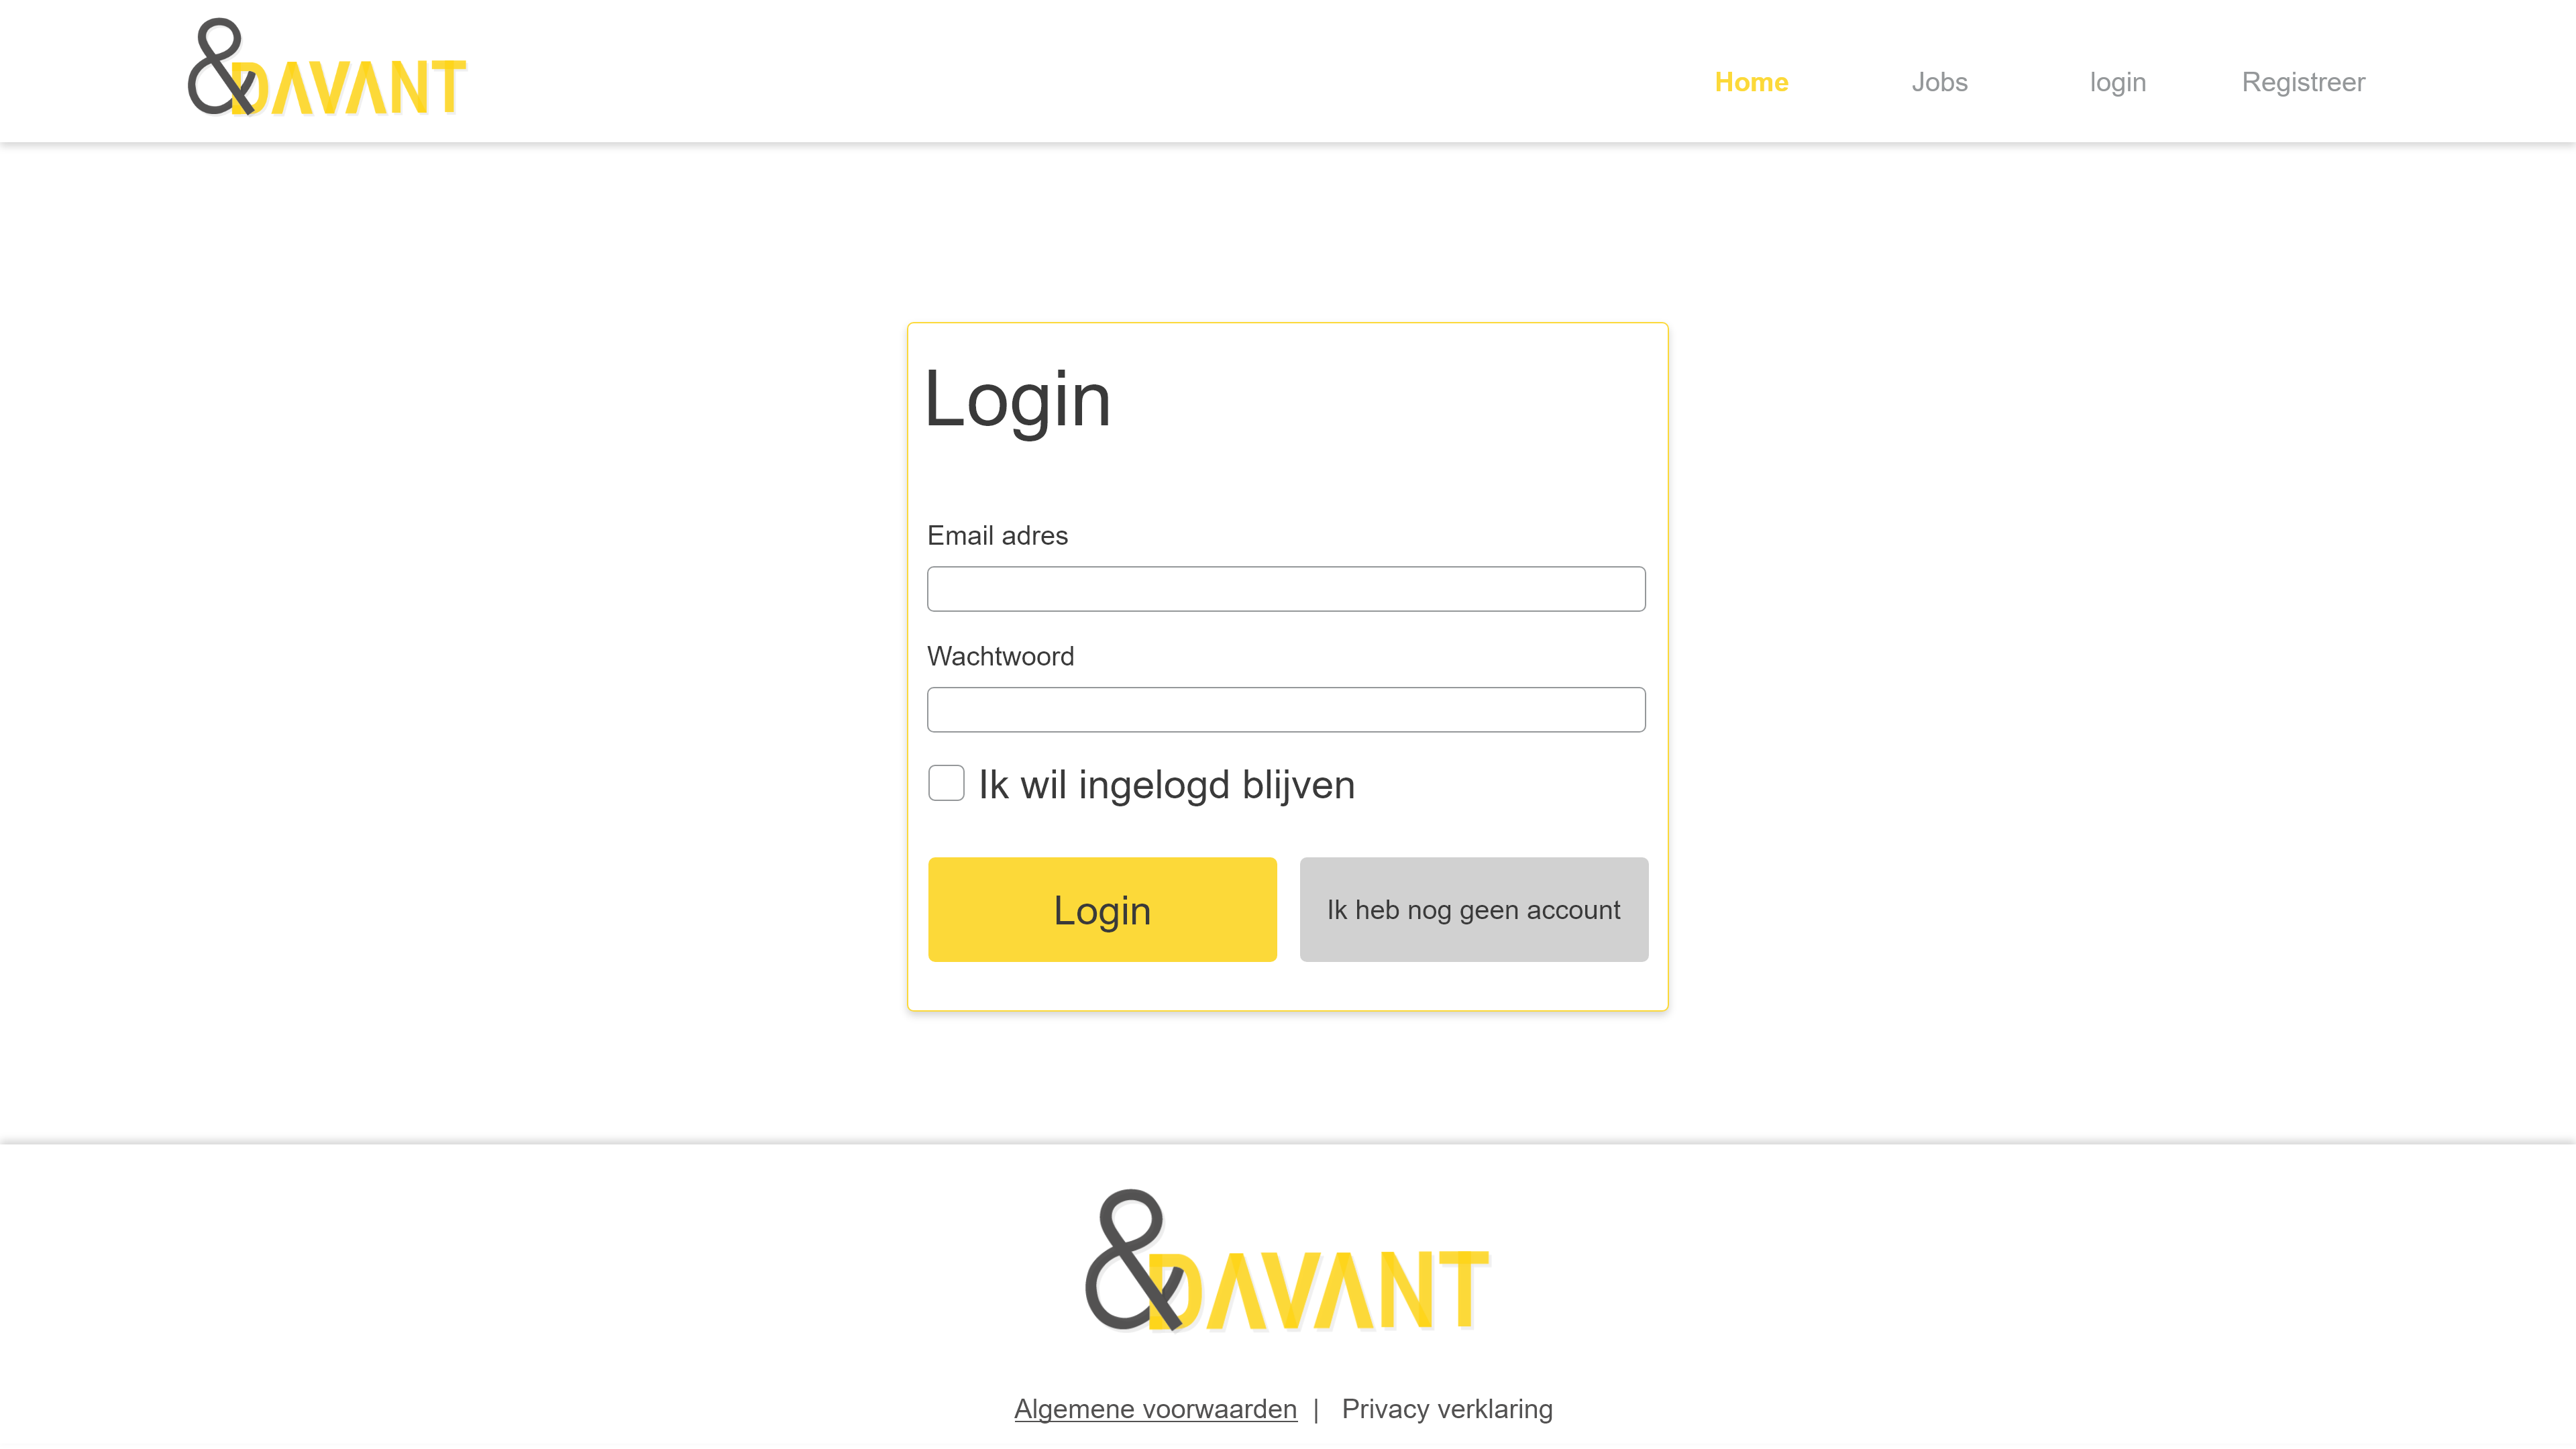 &DAVANT
Home Jobs login Registreer
Login
Email adres
Wachtwoord
Ik wil ingelogd blijven
Login Ik heb nog geen account
&DAVANT
Algemene voorwaarden | Privacy verklaring